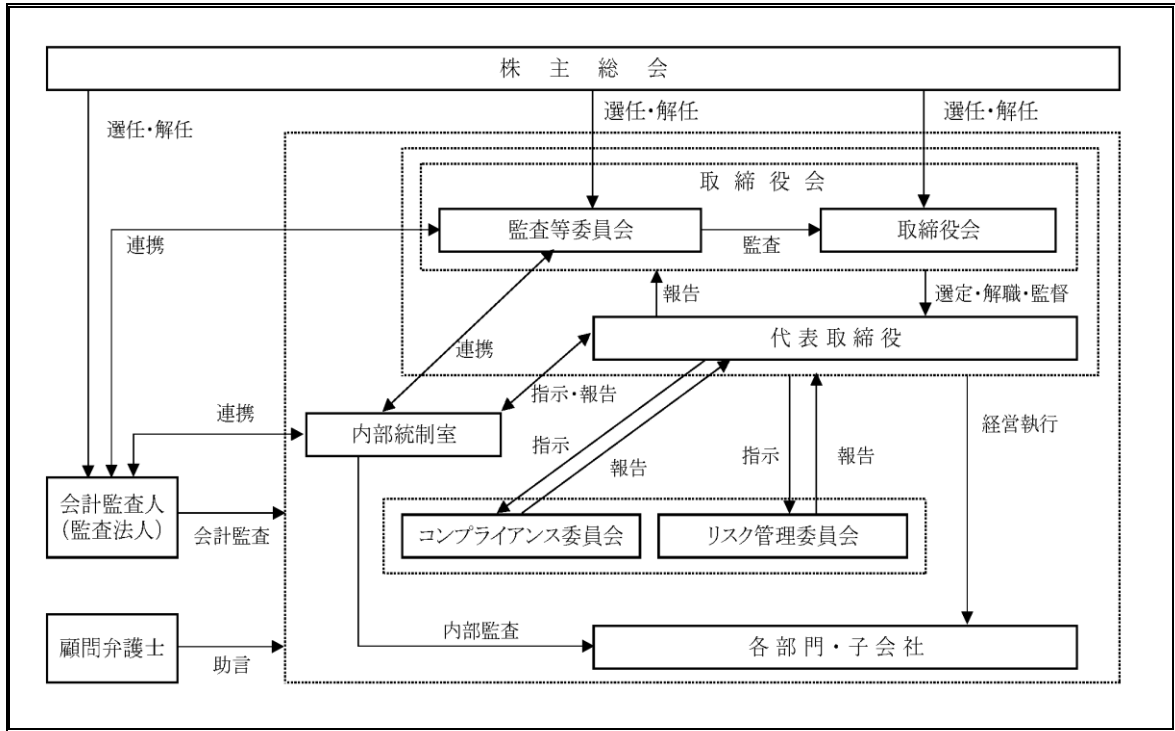 株主総会
選任・解任
選任・解任
選任・解任
取締役会
監査等委員会
取締役会
連携
監査
報告
選定・解職・監督
代表取締役
連携
指示・報告
連携
内部統制室
指示
報告
指示
報告
経営執行
会計監査人
（監査法人）
会計監査
コンプライアンス委員会
リスク管理委員会
内部監査
顧問弁護士
助言
各部門・子会社